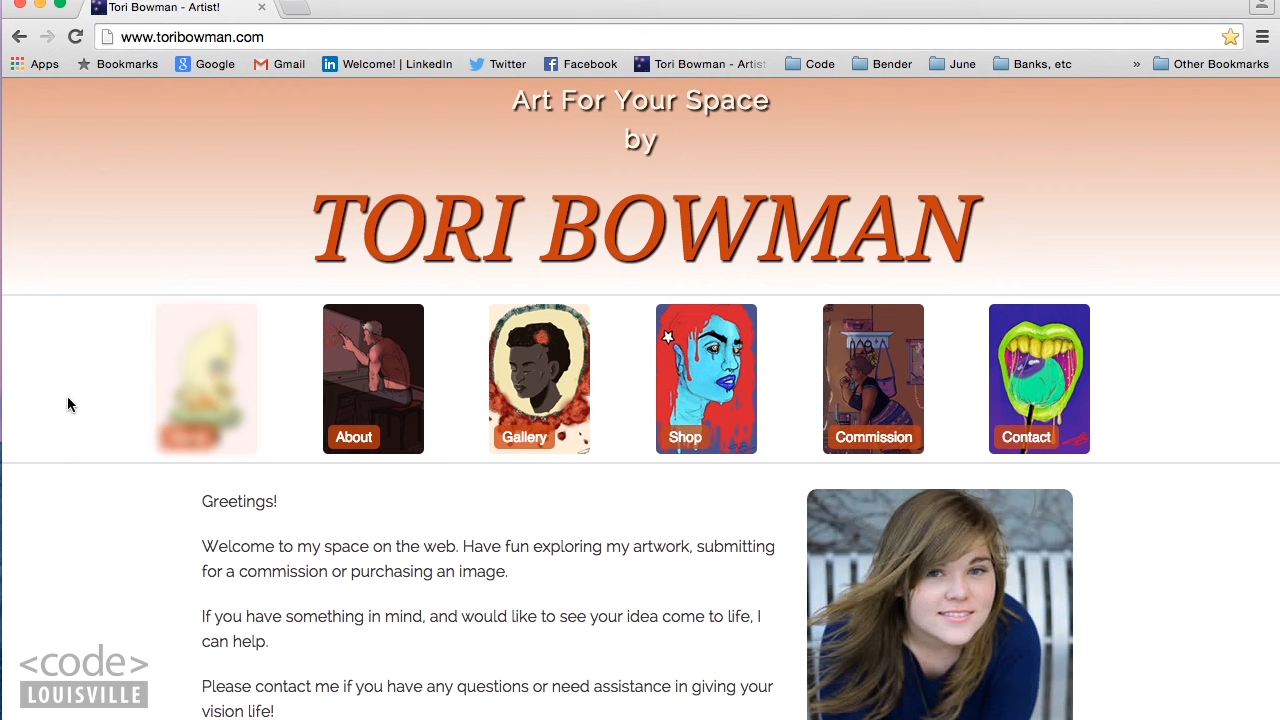 Tori Bowman - Artist!
www.toribowman.com
Apps Bookmarks Google Gmail Welcome! | LinkedIn Twitter Facebook Tori Bowman - Artist Code Bender June Banks, etc » Other Bookmarks
Art For Your Space
by
TORI BOWMAN
About Gallery Shop Commission Contact
Greetings!
Welcome to my space on the web. Have fun exploring my artwork, submitting
for a commission or purchasing an image.
If you have something in mind, and would like to see your idea come to life, I
can help.
Please contact me if you have any questions or need assistance in giving your
vision life!
<code>
LOUISVILLE